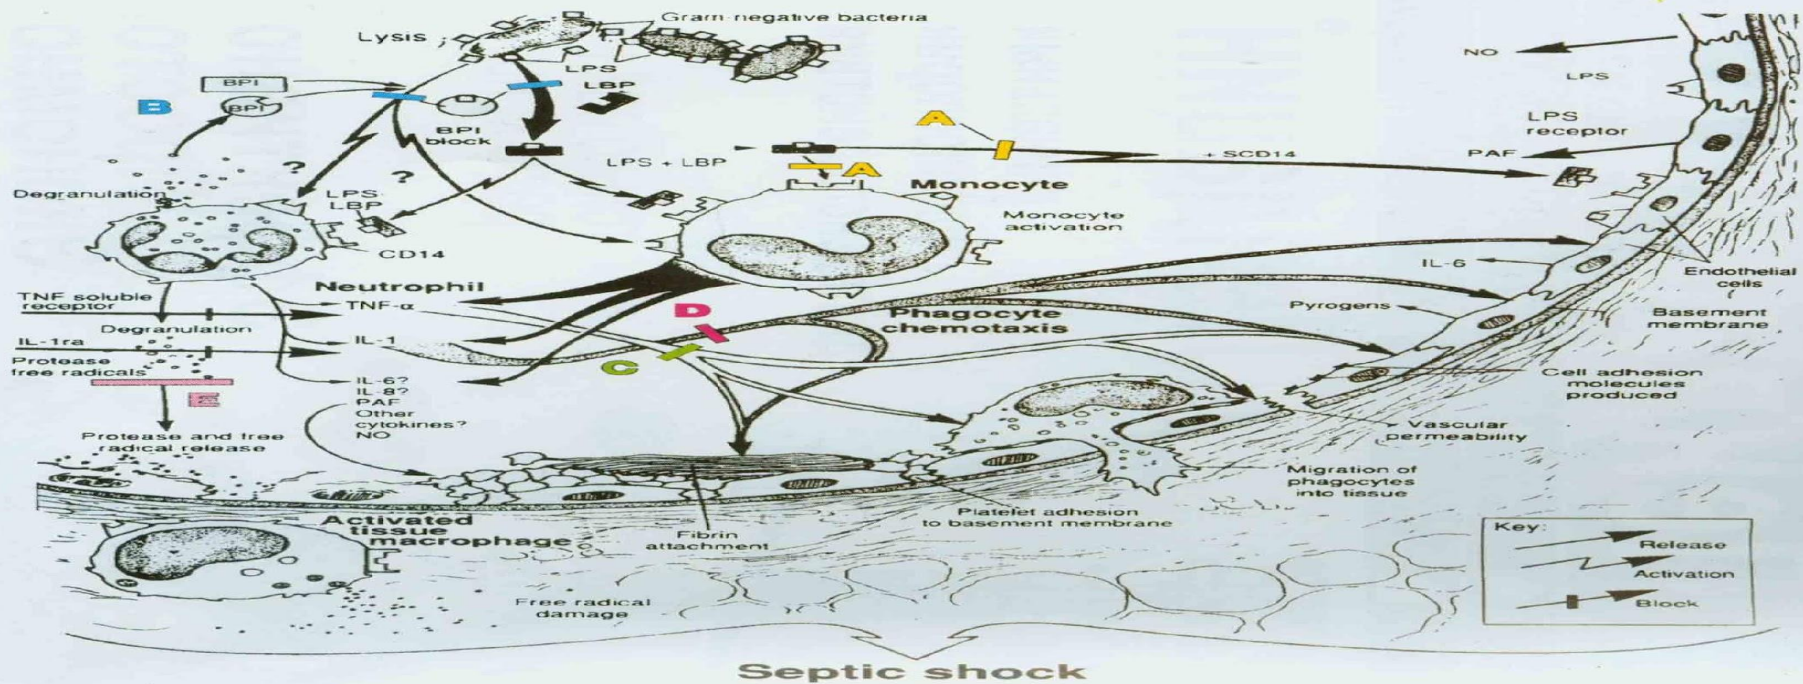 Gram-negative bacteria
Lysis
LPS
LBP
BPI
BPI
B
BPI
block
A
NO
LPS
LPS
receptor
PAF
LPS + LBP
+ SCD14
A
?
?
Degranulation
LPS
LBP
Monocyte
Monocyte
activation
CD14
IL-6
Endothelial
cells
Neutrophil
TNF soluble
receptor
TNF-α
D
Pyrogens
Basement
membrane
Phagocyte
chemotaxis
Degranulation
IL-1ra
IL-1
Protease
free radicals
C
IL-6?
IL-8?
PAF
Other
cytokines?
NO
E
Cell adhesion
molecules
produced
Protease and free
radical release
Vascular
permeability
Migration of
phagocytes
into tissue
Activated
tissue
macrophage
Fibrin
attachment
Platelet adhesion
to basement membrane
Key:
Release
Activation
Block
Free radical
damage
Septic shock